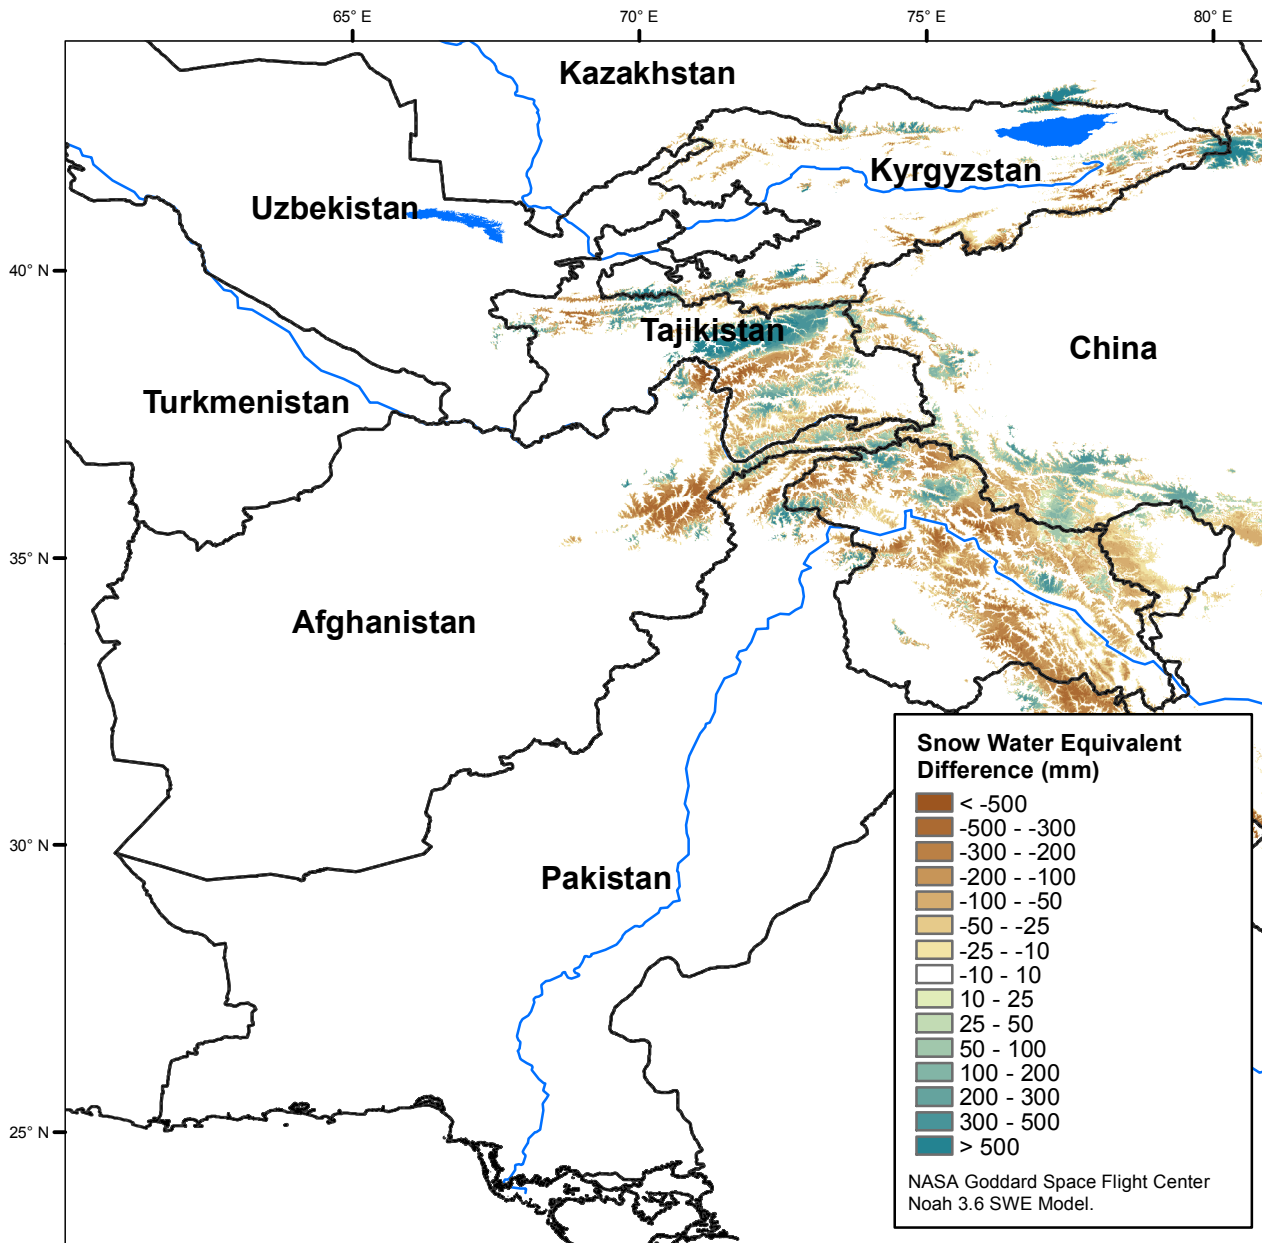 65° E
70° E
75° E
80° E
Kazakhstan
Kyrgyzstan
Uzbekistan
40° N
Tajikistan
China
Turkmenistan
35° N
Afghanistan
30° N
Pakistan
25° N
Snow Water Equivalent
Difference (mm)
< -500
-500 - -300
-300 - -200
-200 - -100
-100 - -50
-50 - -25
-25 - -10
-10 - 10
10 - 25
25 - 50
50 - 100
100 - 200
200 - 300
300 - 500
> 500
NASA Goddard Space Flight Center
Noah 3.6 SWE Model.